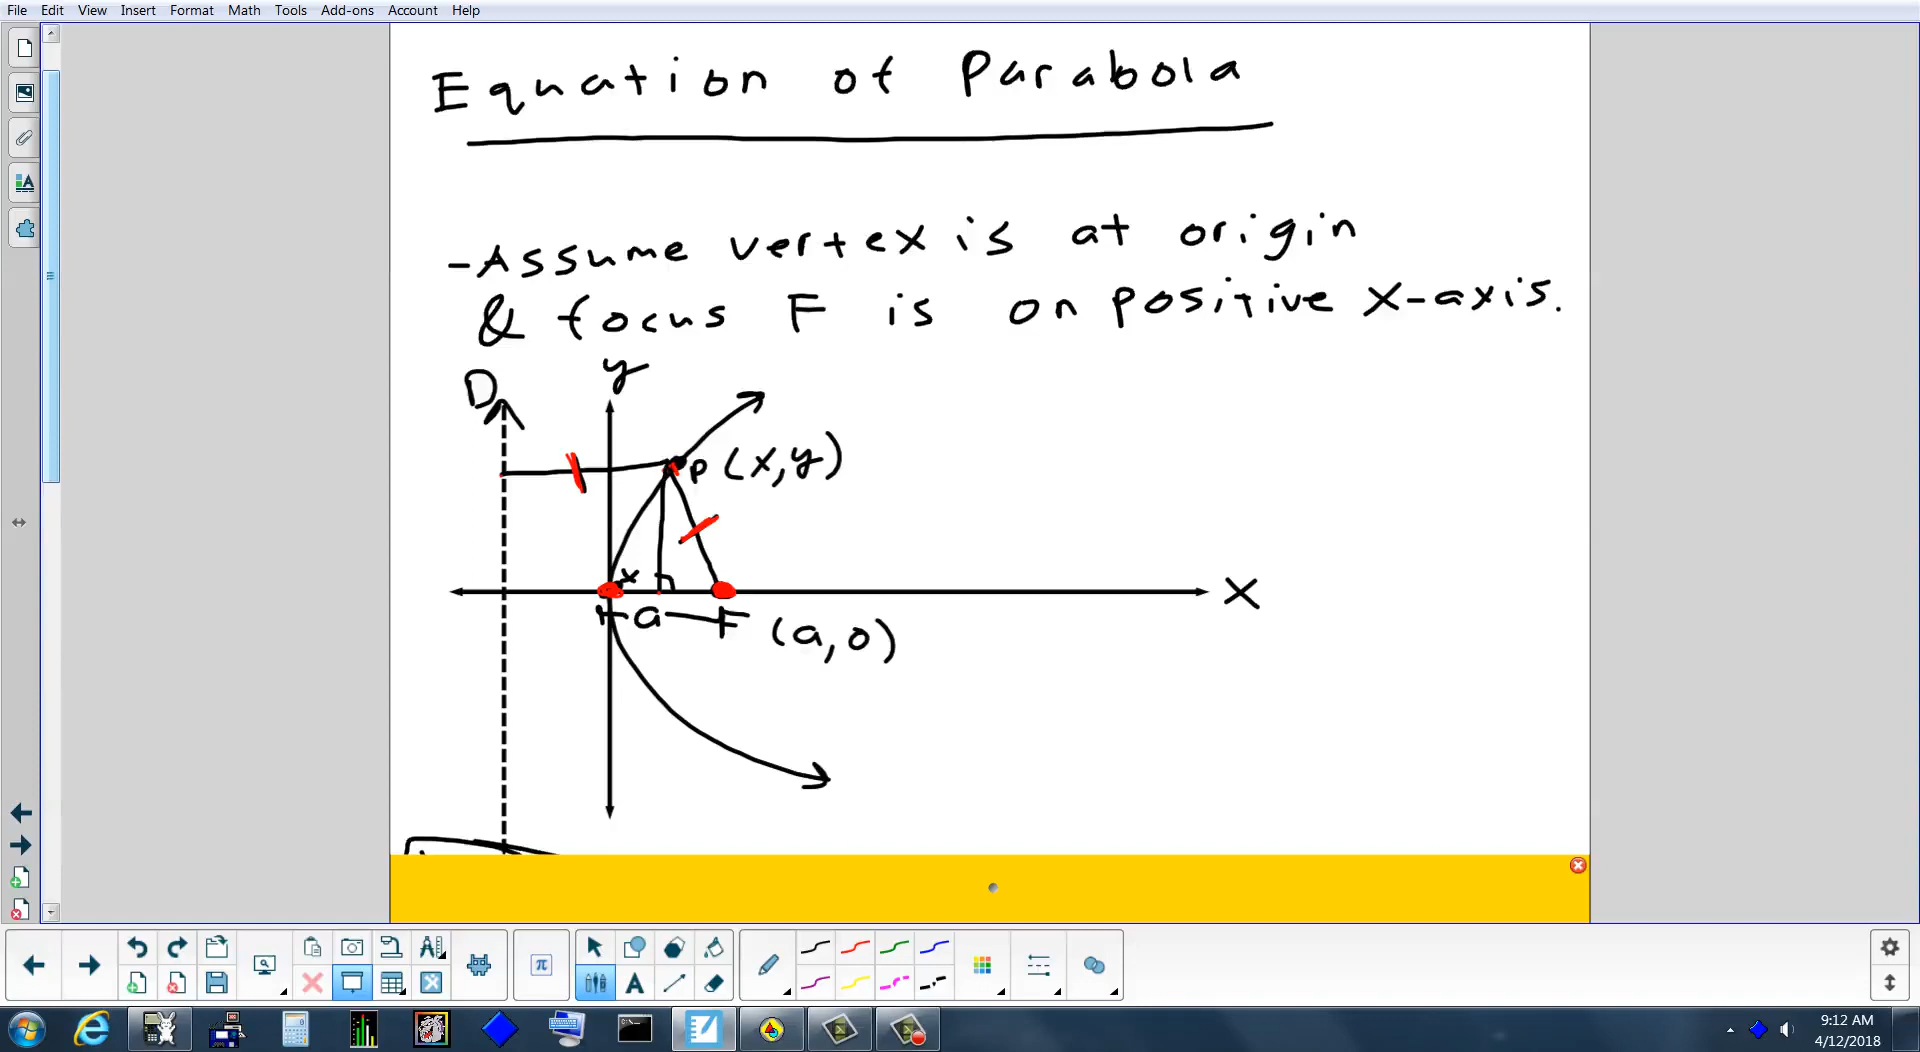 File Edit View Insert Format Math Tools Add-ons Account Help
Equation of Parabola
-Assume vertex is at origin
& focus F is on positive X-axis.
D
y
P (x,y)
x
a
F (a,0)
X
π
A
9:12 AM
4/12/2018